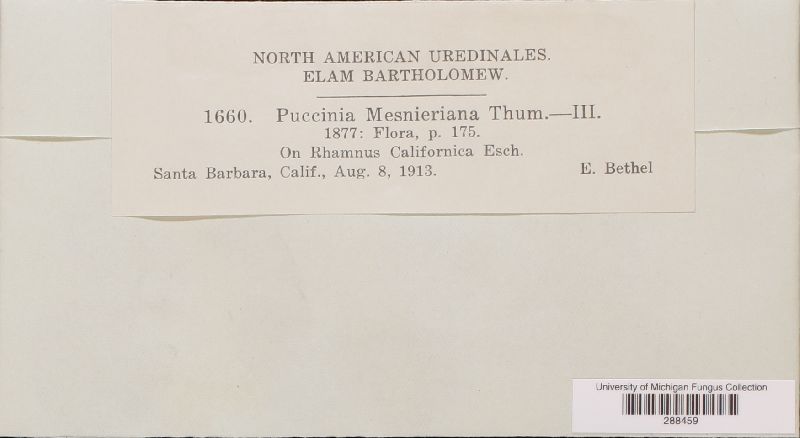 NORTH AMERICAN UREDINALES.
ELAM BARTHOLOMEW.
1660. Puccinia Mesnieriana Thum.—III.
1877: Flora, p. 175.
On Rhamnus Californica Esch.
Santa Barbara, Calif., Aug. 8, 1913. E. Bethel
University of Michigan Fungus Collection
288459